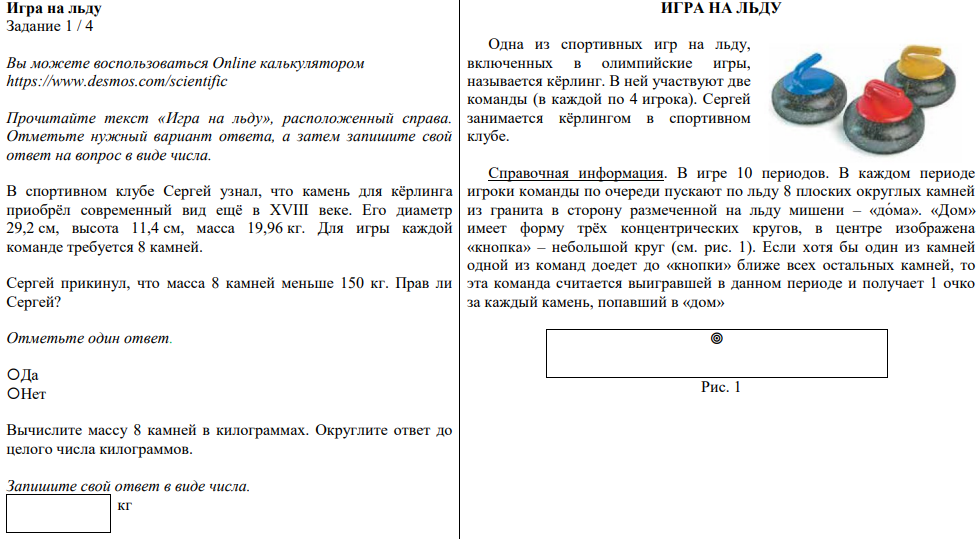 Игра на льду
Задание 1 / 4
Вы можете воспользоваться Online калькулятором
https://www.desmos.com/scientific
Прочитайте текст «Игра на льду», расположенный справа.
Отметьте нужный вариант ответа, а затем запишите свой
ответ на вопрос в виде числа.
В спортивном клубе Сергей узнал, что камень для кёрлинга
приобрёл современный вид ещё в XVIII веке. Его диаметр
29,2 см, высота 11,4 см, масса 19,96 кг. Для игры каждой
команде требуется 8 камней.
Сергей прикинул, что масса 8 камней меньше 150 кг. Прав ли
Сергей?
Отметьте один ответ.
Да
Нет
Вычислите массу 8 камней в килограммах. Округлите ответ до
целого числа килограммов.
Запишите свой ответ в виде числа.
кг
ИГРА НА ЛЬДУ
Одна из спортивных игр на льду,
включенных в олимпийские игры,
называется кёрлинг. В ней участвуют две
команды (в каждой по 4 игрока). Сергей
занимается кёрлингом в спортивном
клубе.
Справочная информация. В игре 10 периодов. В каждом периоде
игроки команды по очереди пускают по льду 8 плоских округлых камней
из гранита в сторону размеченной на льду мишени – «до́ма». «Дом»
имеет форму трёх концентрических кругов, в центре изображена
«кнопка» – небольшой круг (см. рис. 1). Если хотя бы один из камней
одной из команд доедет до «кнопки» ближе всех остальных камней, то
эта команда считается выигравшей в данном периоде и получает 1 очко
за каждый камень, попавший в «дом»
Рис. 1